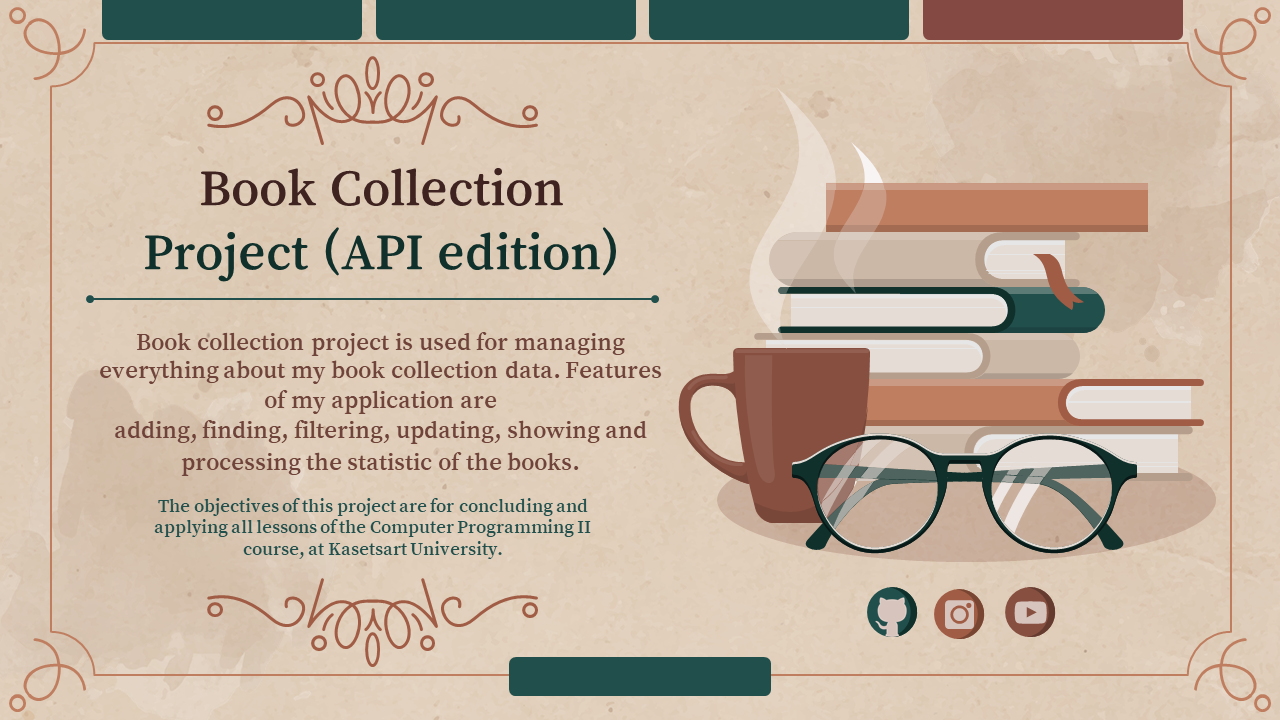 Book Collection
Project (API edition)
Book collection project is used for managing
everything about my book collection data. Features
of my application are
adding, finding, filtering, updating, showing and
processing the statistic of the books.
The objectives of this project are for concluding and
applying all lessons of the Computer Programming II
course, at Kasetsart University.